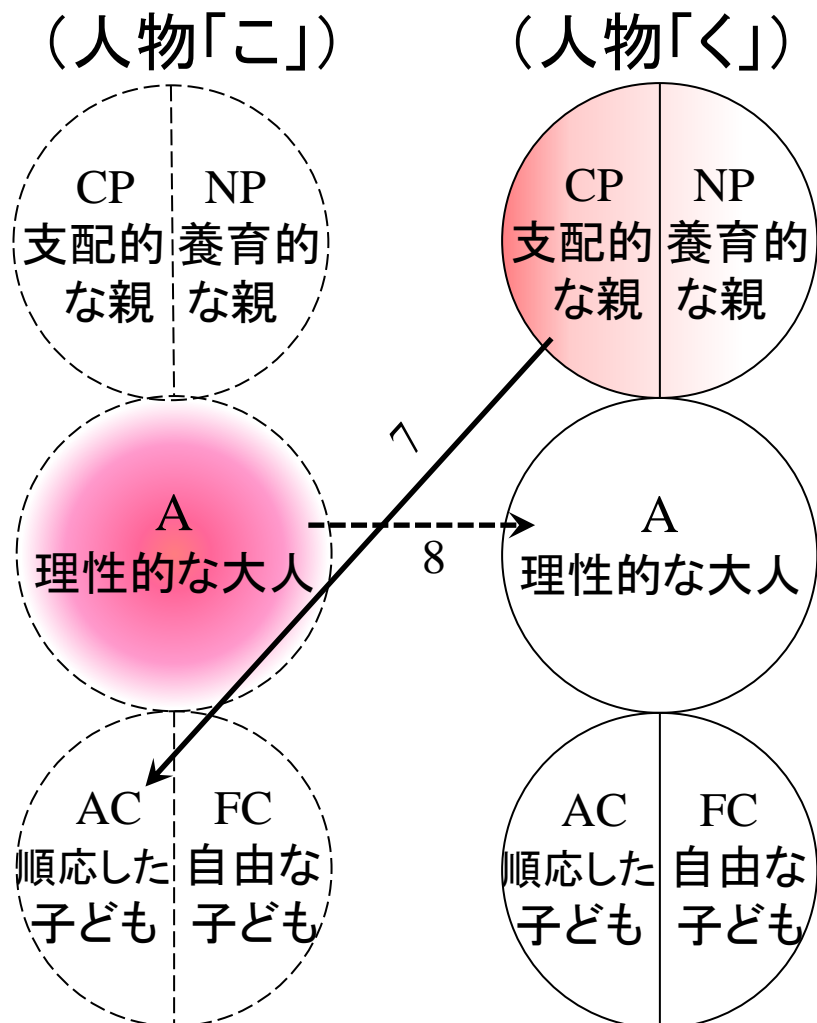 （人物「こ」）
（人物「く」）
CP
支配的
な親
NP
養育的
な親
CP
支配的
な親
NP
養育的
な親
7
A
理性的な大人
8
A
理性的な大人
AC
順応した
子ども
FC
自由な
子ども
AC
順応した
子ども
FC
自由な
子ども